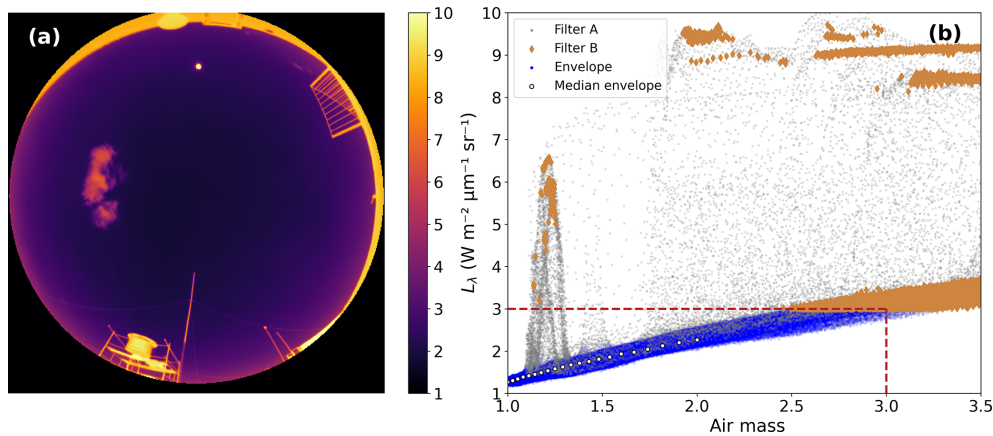 (a)
10
9
8
7
6
5
4
3
2
1
L_λ (W m⁻² μm⁻¹ sr⁻¹)
10
9
8
7
6
5
4
3
2
1
Filter A
Filter B
Envelope
Median envelope
(b)
1.0 1.5 2.0 2.5 3.0 3.5
Air mass